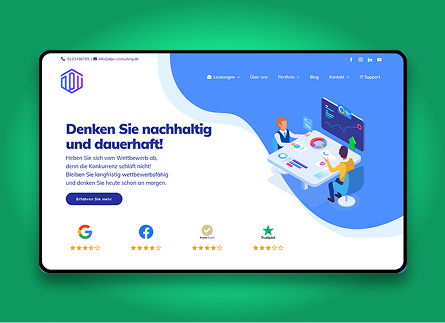 0123456789 | info@dpu-consulting.de
Leistungen Über uns Portfolio Blog Kontakt IT Support
Denken Sie nachhaltig
und dauerhaft!
Heben Sie sich vom Wettbewerb ab,
denn die Konkurrenz schläft nicht!
Bleiben Sie langfristig wettbewerbsfähig
und denken Sie heute schon an morgen.
Erfahren Sie mehr
Trustpilot